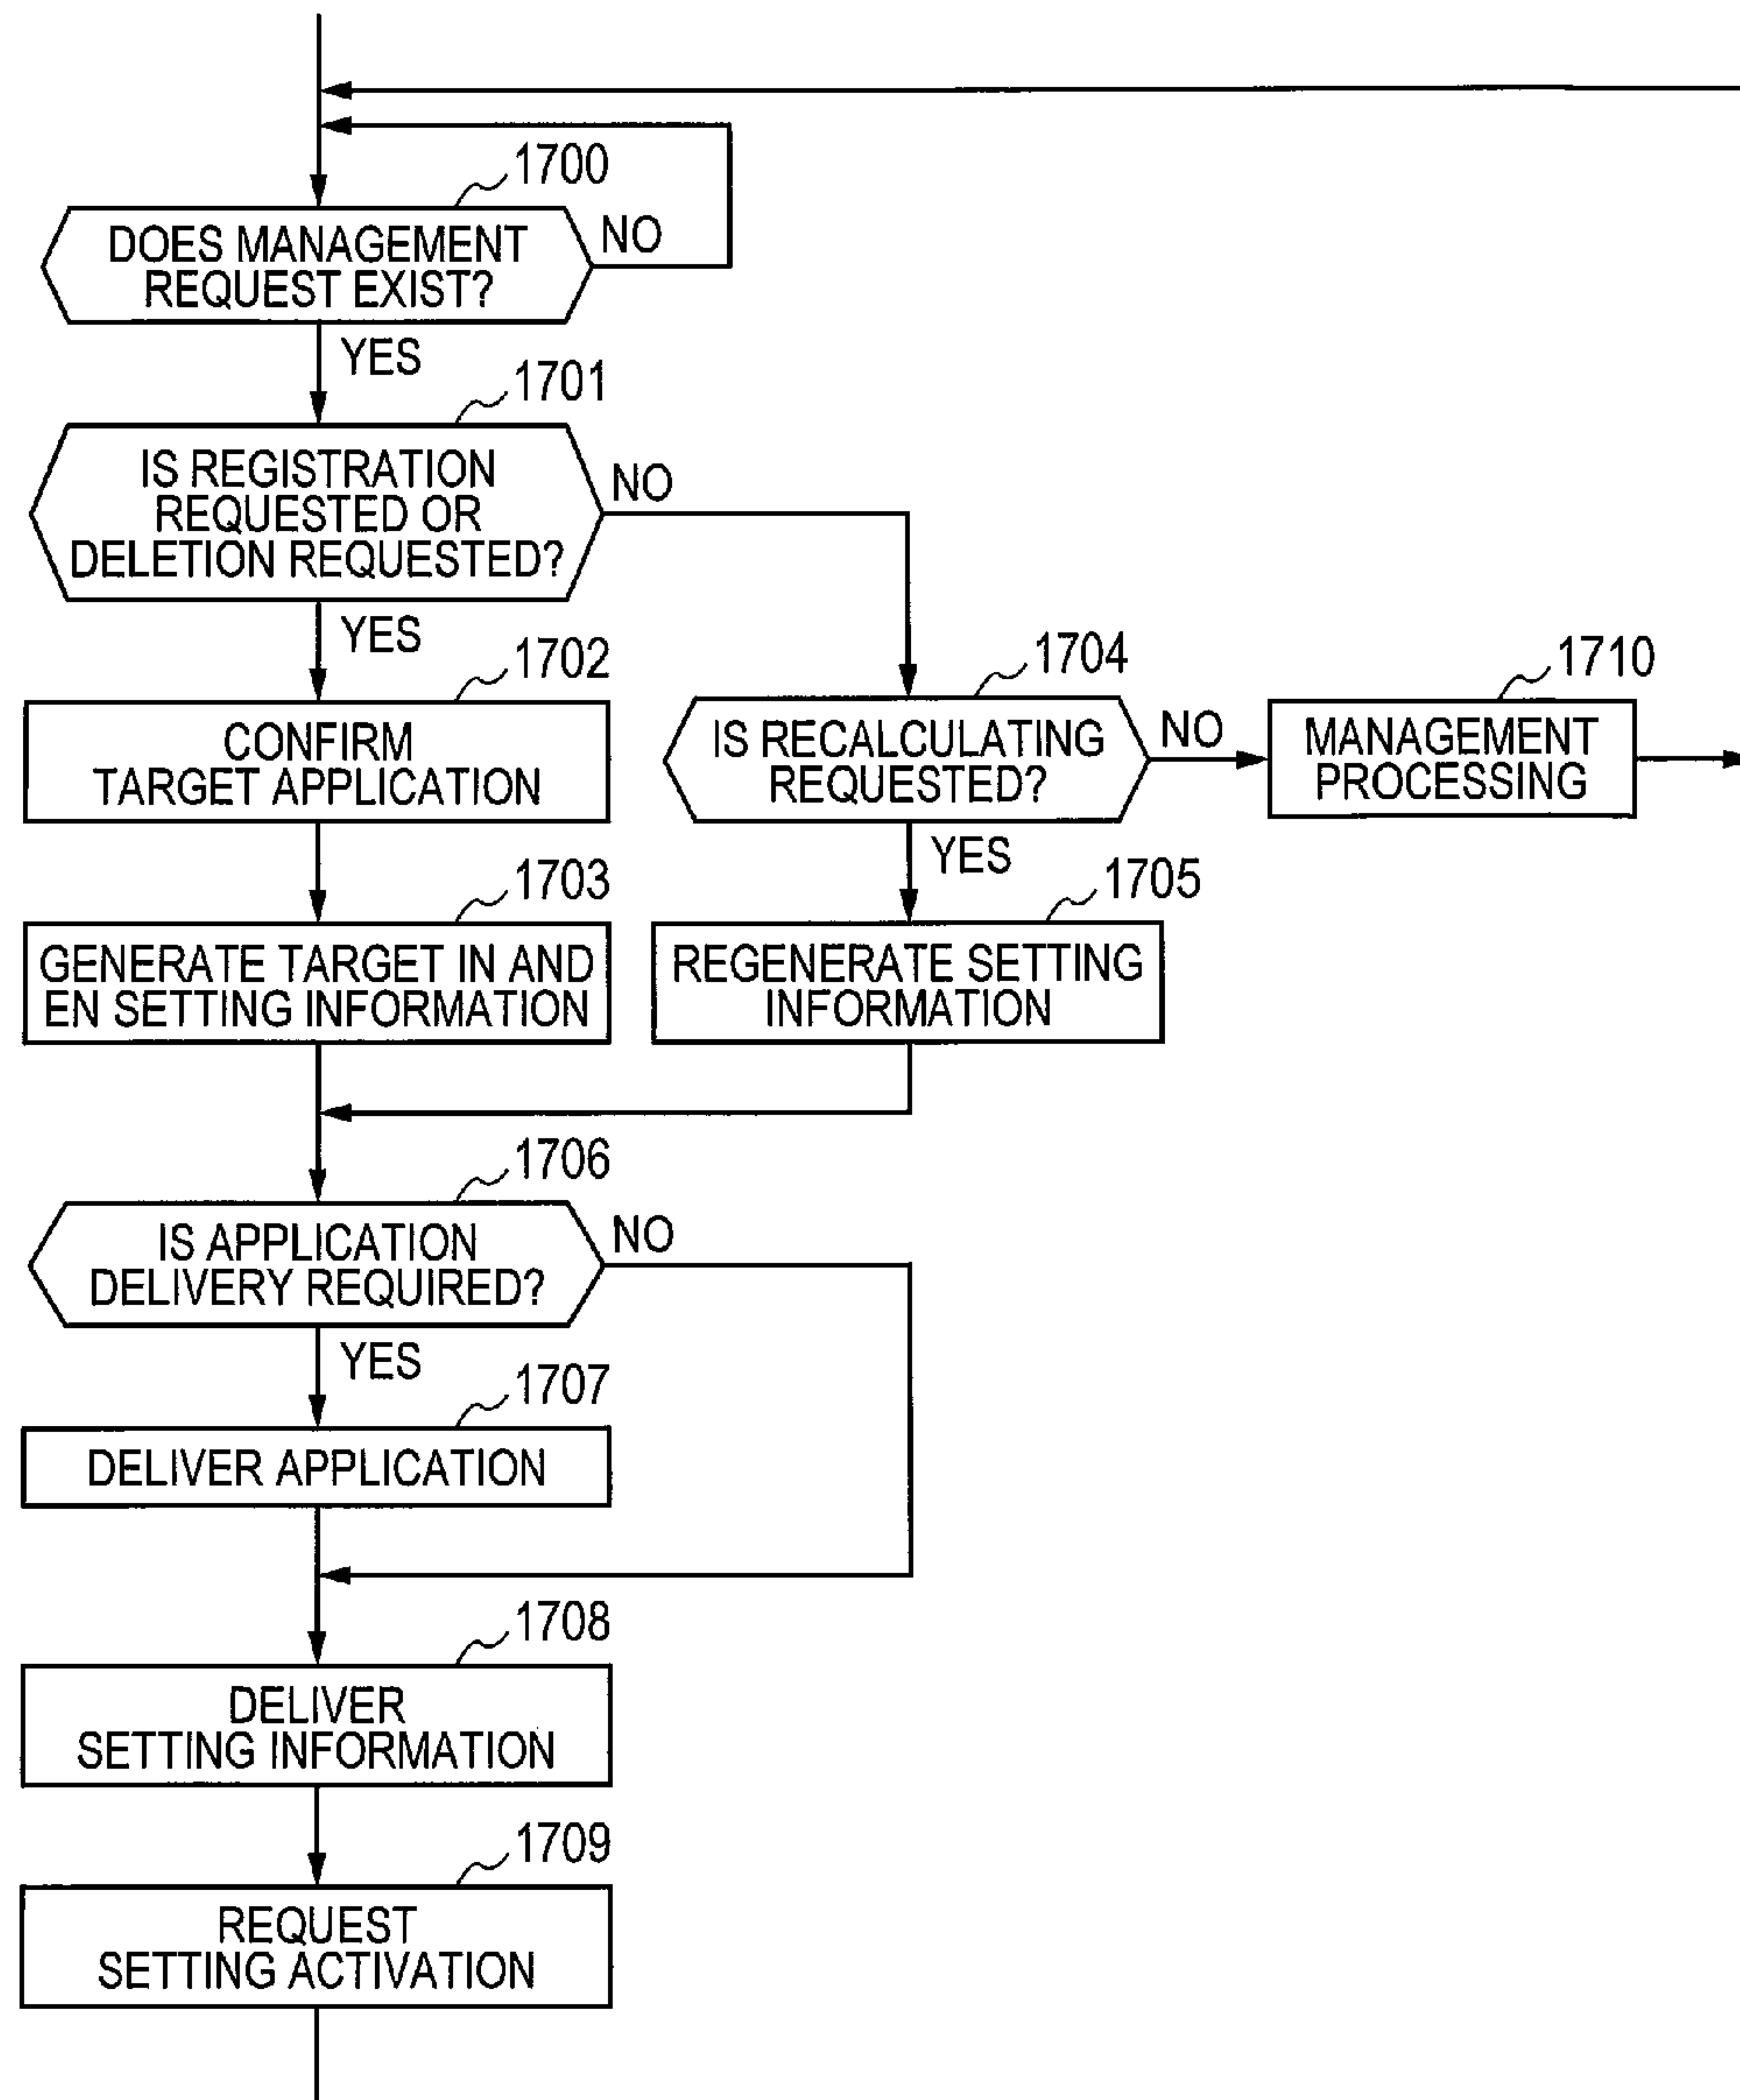 1700
DOES MANAGEMENT
REQUEST EXIST?
NO
YES
1701
IS REGISTRATION
REQUESTED OR
DELETION REQUESTED?
NO
YES
1702
CONFIRM
TARGET APPLICATION
1704
IS RECALCULATING
REQUESTED?
NO
1710
MANAGEMENT
PROCESSING
YES
1703
GENERATE TARGET IN AND
EN SETTING INFORMATION
1705
REGENERATE SETTING
INFORMATION
1706
IS APPLICATION
DELIVERY REQUIRED?
NO
YES
1707
DELIVER APPLICATION
1708
DELIVER
SETTING INFORMATION
1709
REQUEST
SETTING ACTIVATION